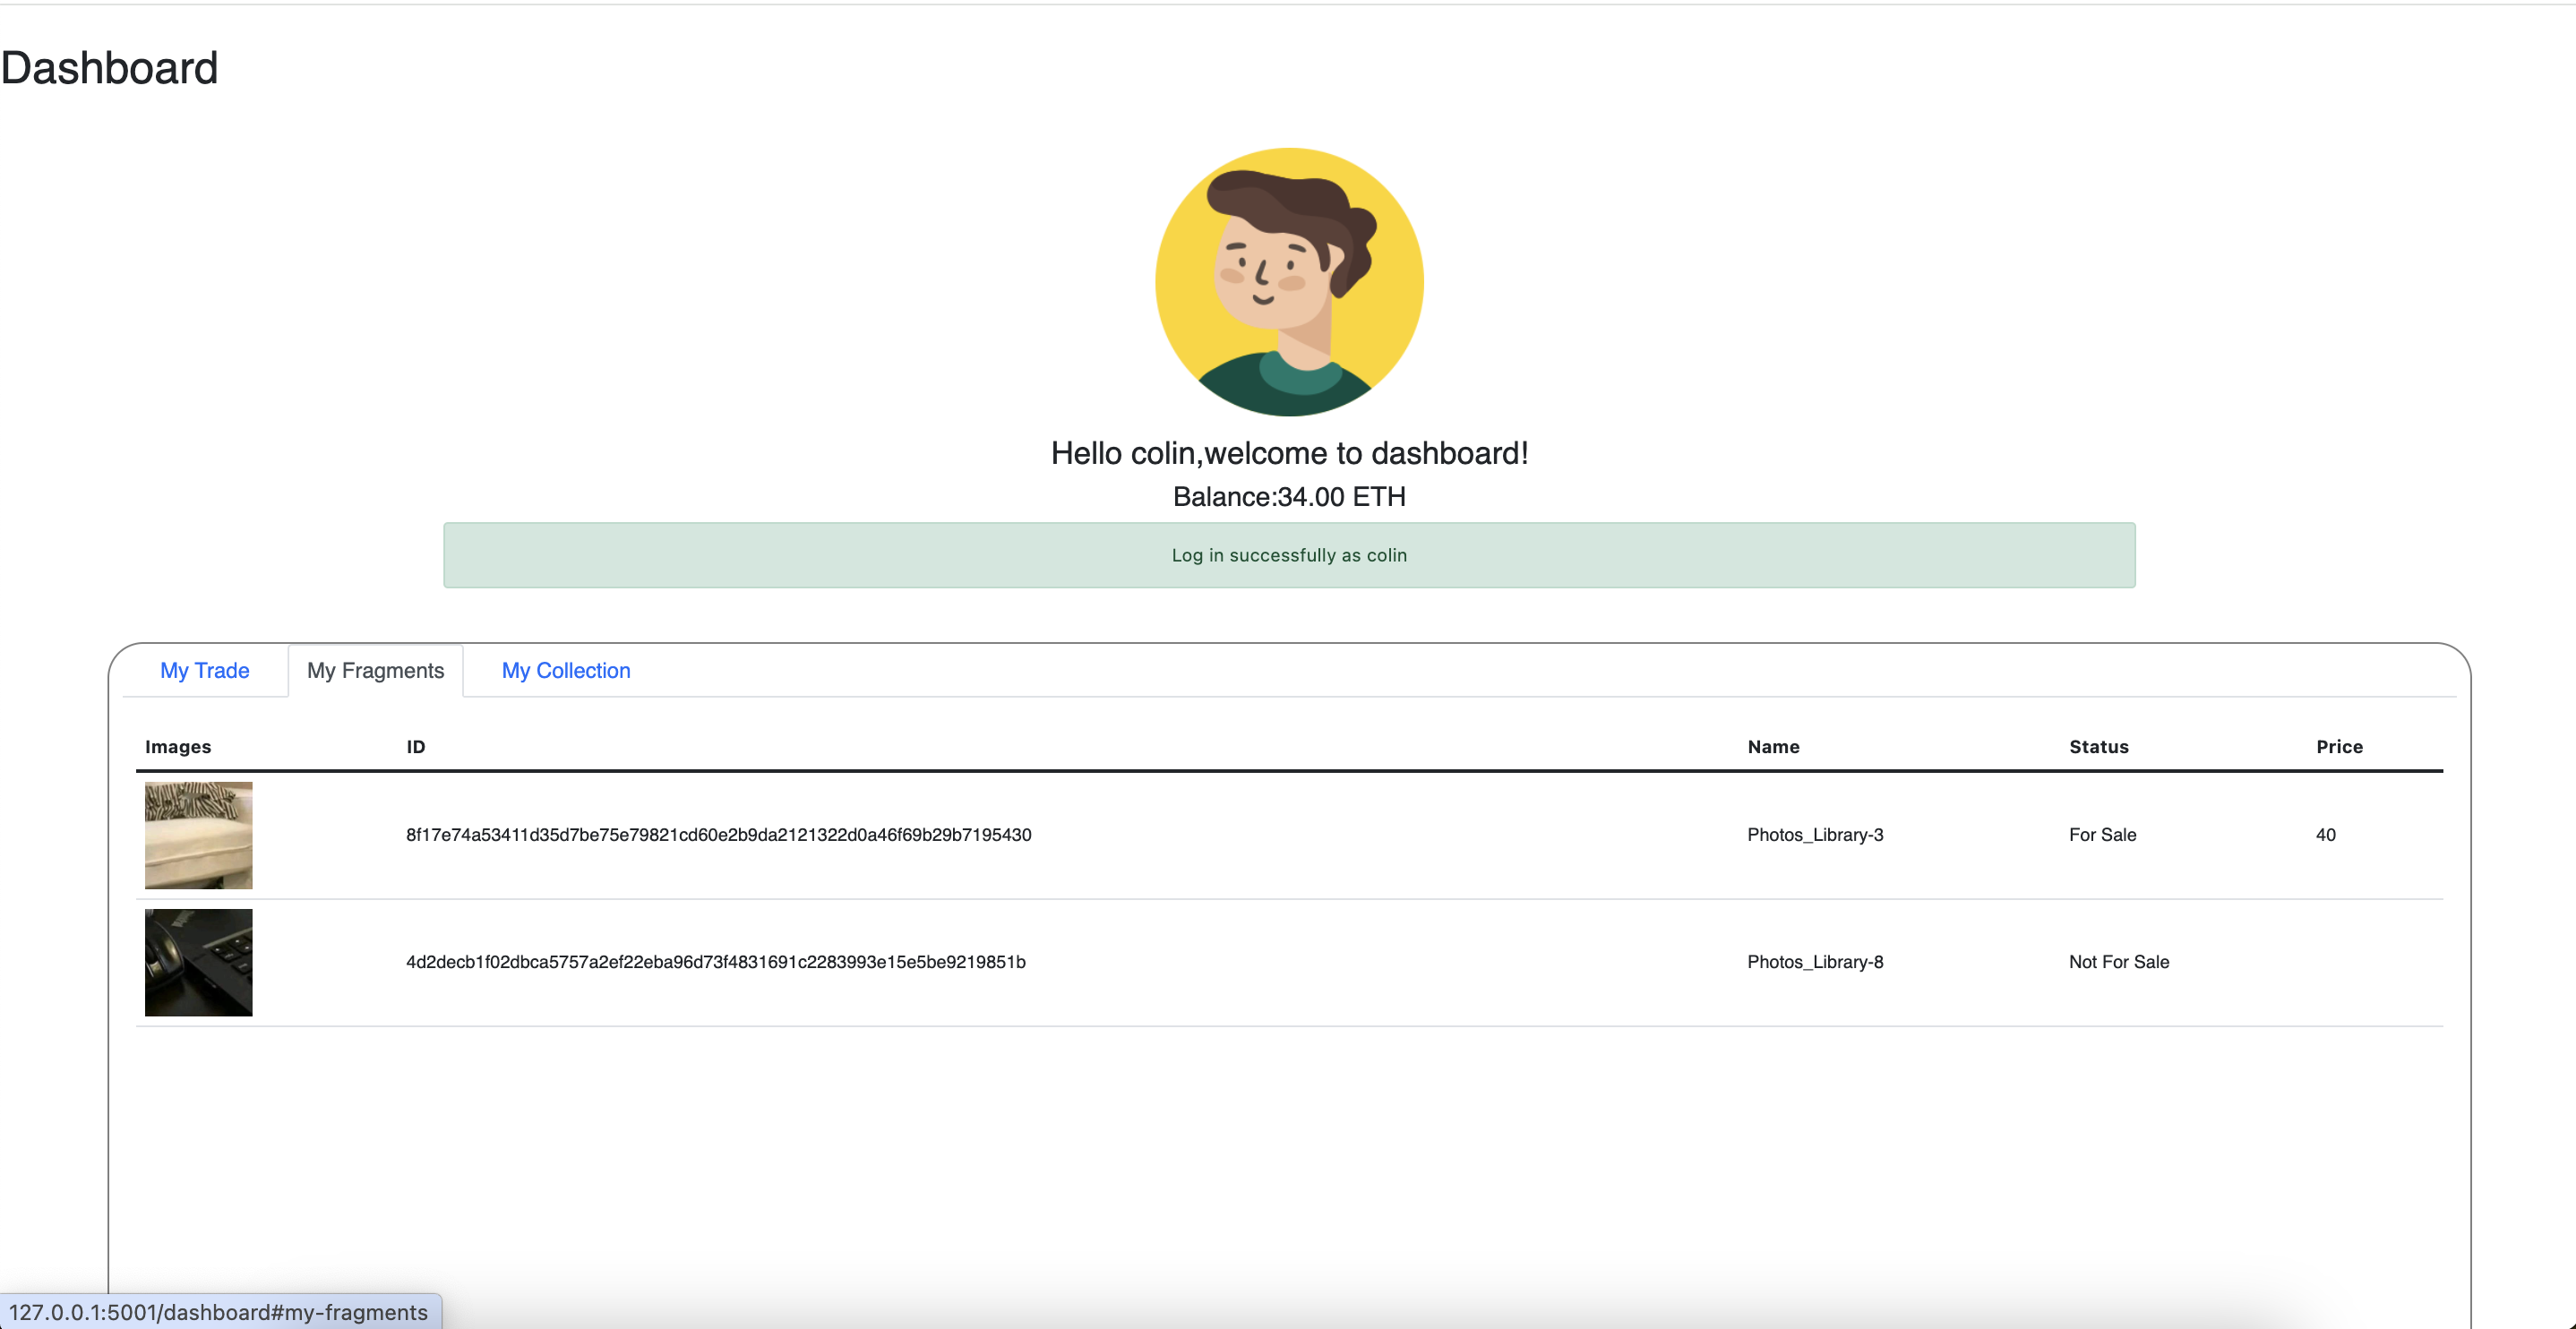 Dashboard
Hello colin,welcome to dashboard!
Balance:34.00 ETH
Log in successfully as colin
My Trade My Fragments My Collection
Images ID Name Status Price
8f17e74a53411d35d7be75e79821cd60e2b9da2121322d0a46f69b29b7195430 Photos_Library-3 For Sale 40
4d2decb1f02dbca5757a2ef22eba96d73f4831691c2283993e15e5be9219851b Photos_Library-8 Not For Sale
127.0.0.1:5001/dashboard#my-fragments